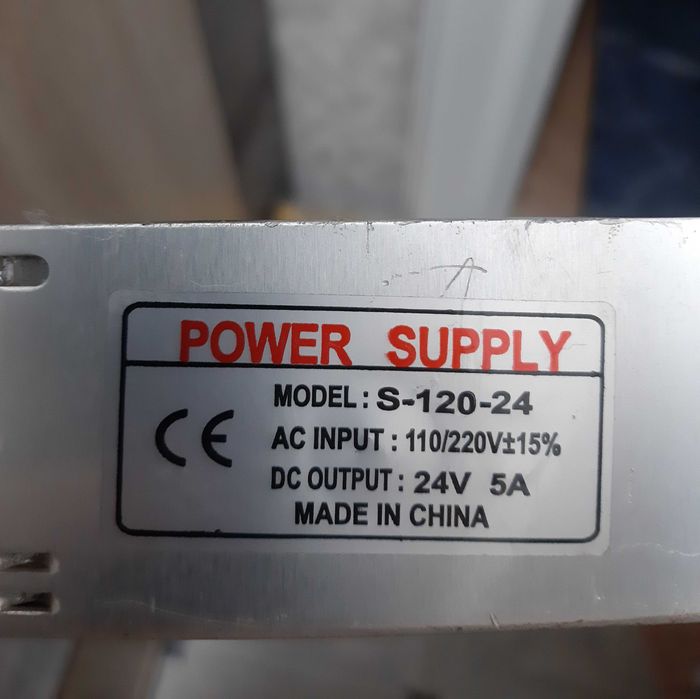 POWER SUPPLY
MODEL : S-120-24
CE
AC INPUT : 110/220V±15%
DC OUTPUT : 24V 5A
MADE IN CHINA